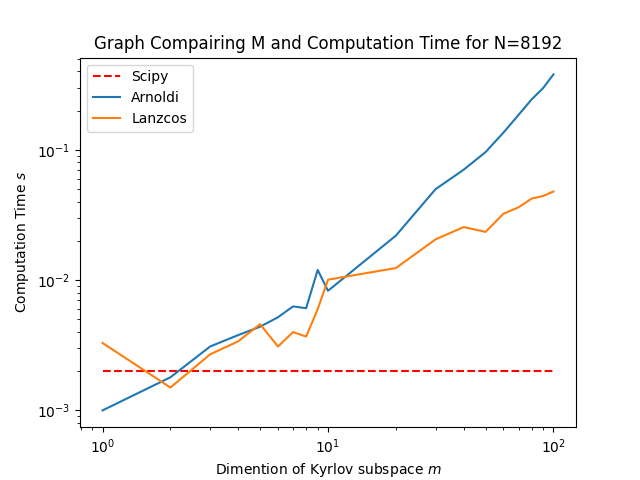 Graph Compairing M and Computation Time for N=8192
Scipy
Arnoldi
Lanzcos
Computation Time s
10⁻¹
10⁻²
10⁻³
10⁰
10¹
10²
Dimention of Kyrlov subspace m